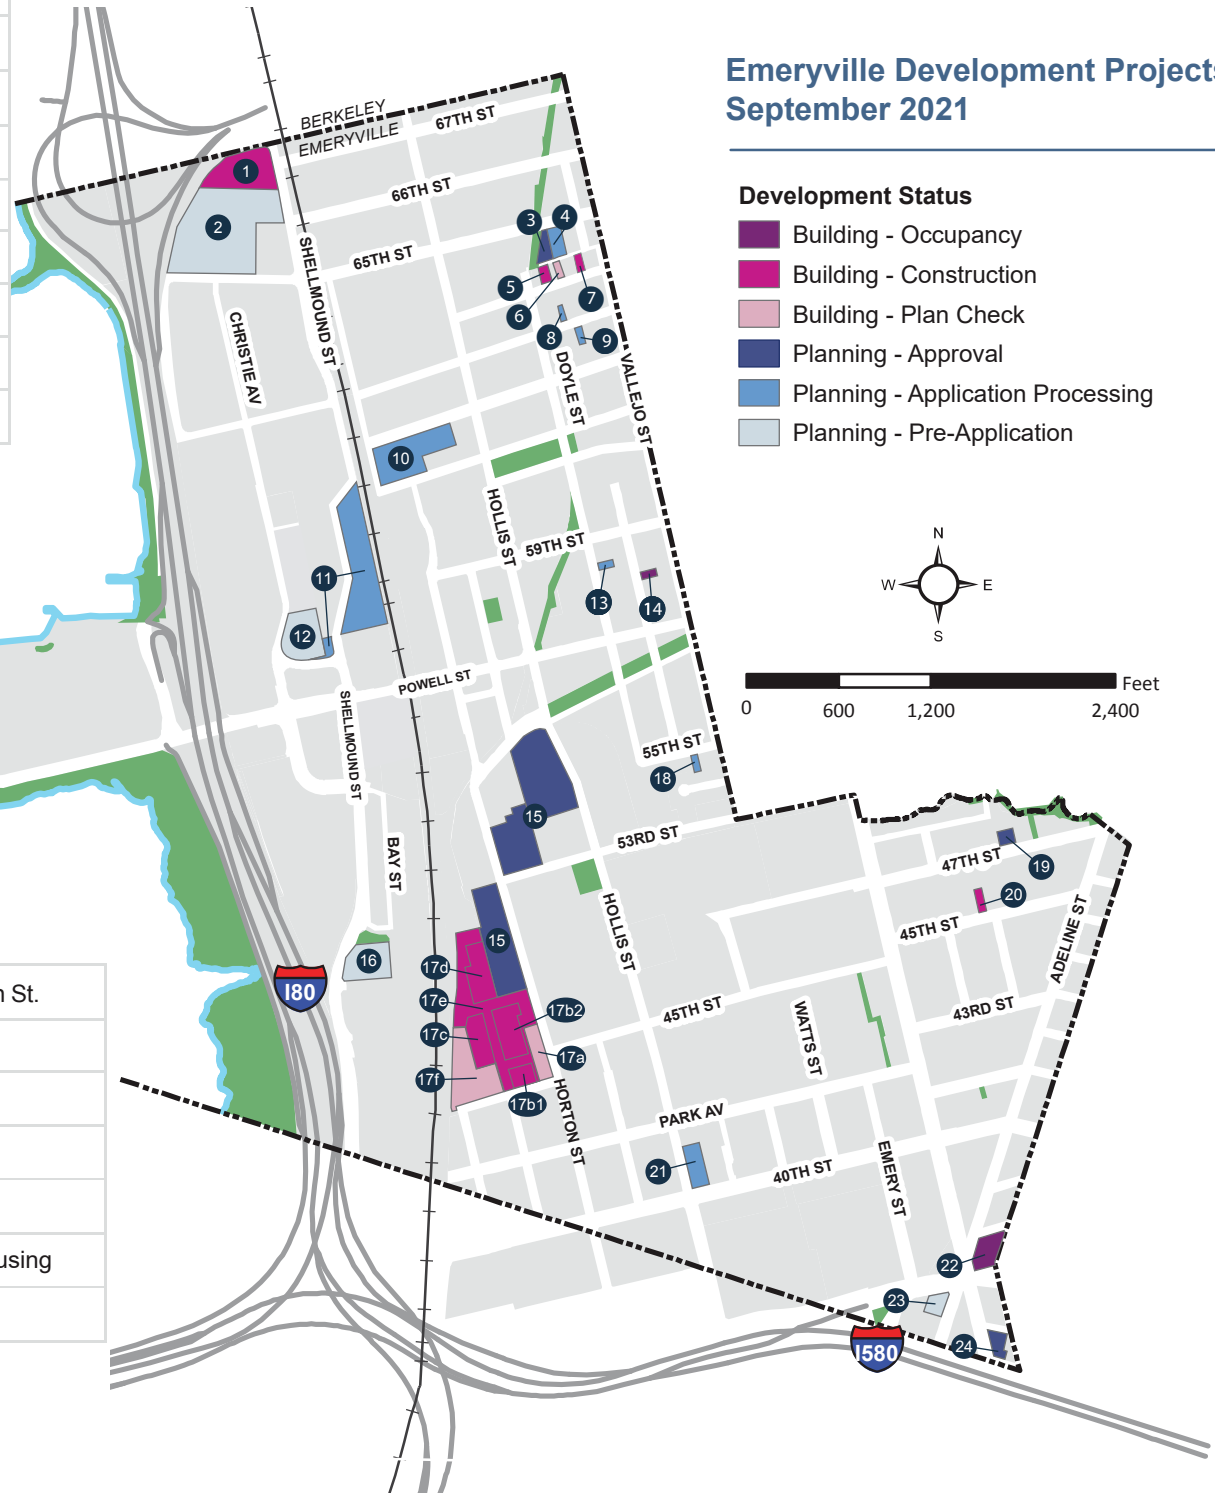 Emeryville Development Projects
September 2021
Development Status
Building - Occupancy
Building - Construction
Building - Plan Check
Planning - Approval
Planning - Application Processing
Planning - Pre-Application
N
W
E
S
Feet
0
600
1,200
2,400
BERKELEY
EMERYVILLE
67TH ST
66TH ST
65TH ST
SHELLMOUND ST
CHRISTIE AV
DOYLE ST
VALLEJO ST
HOLLIS ST
59TH ST
POWELL ST
SHELLMOUND ST
55TH ST
53RD ST
BAY ST
HOLLIS ST
47TH ST
45TH ST
ADELINE ST
43RD ST
45TH ST
WATTS ST
HORTON ST
PARK AV
40TH ST
EMERY ST
I80
I580
1
2
3
4
5
6
7
8
9
10
11
12
13
14
15
15
16
17d
17e
17c
17f
17b2
17a
17b1
18
19
20
21
22
23
24
St.
using